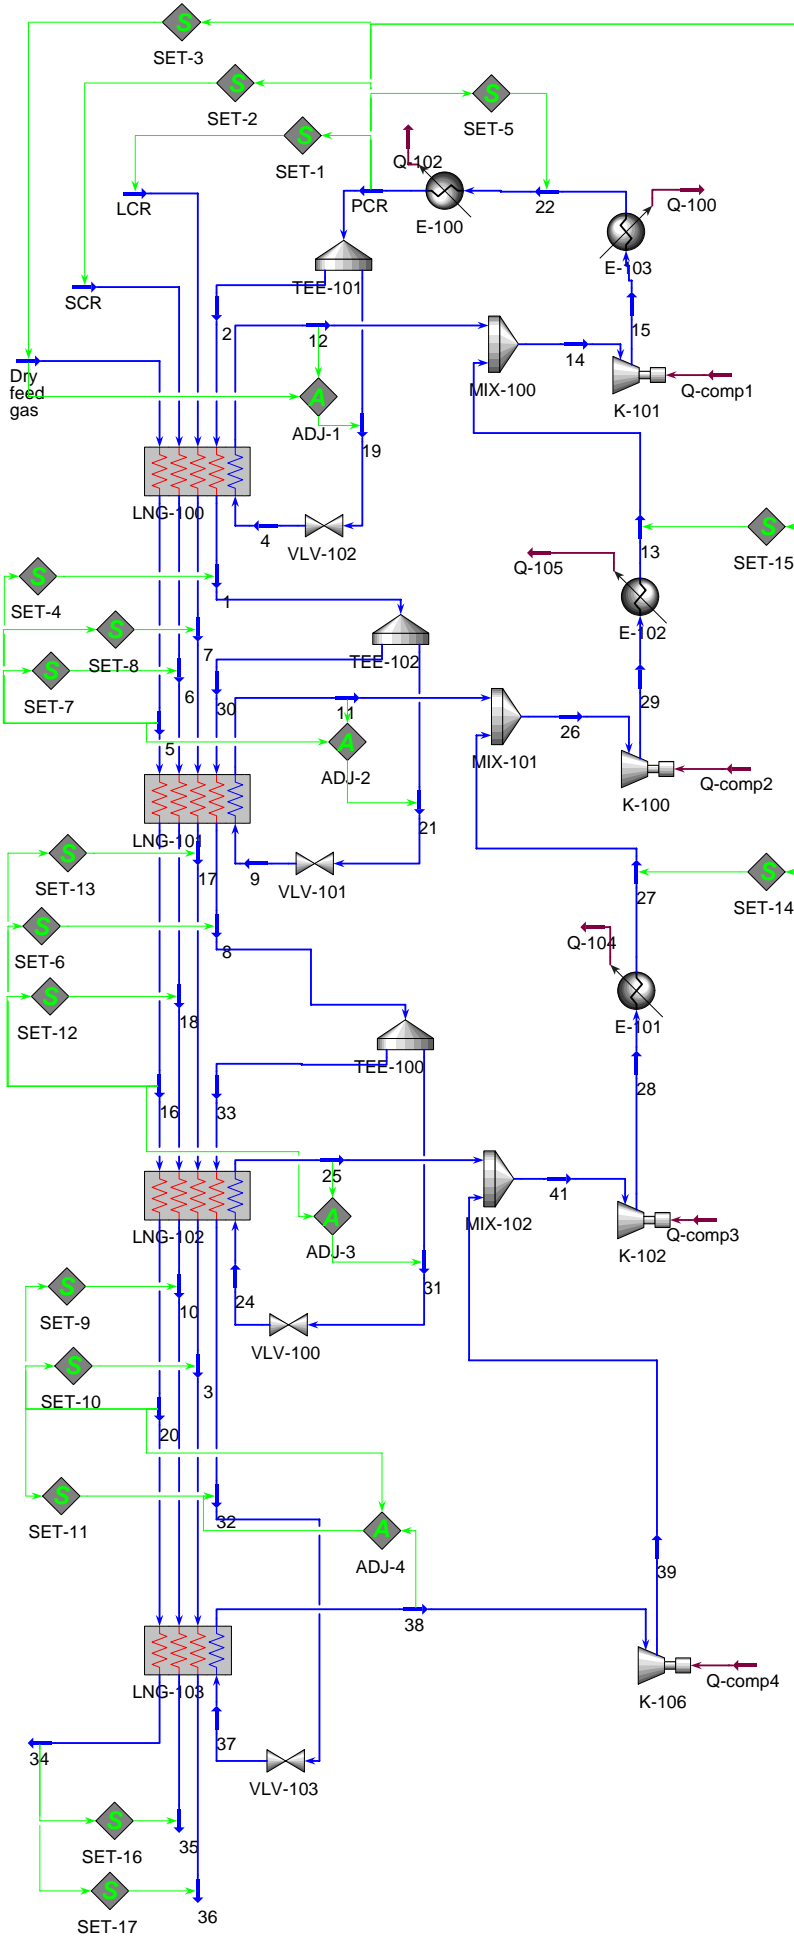 S
SET-3
S
SET-2
S
SET-5
S
SET-1
Q-102
LCR
PCR
E-100
22
Q-100
E-103
SCR
TEE-101
2
12
15
14
MIX-100
Dry
feed
gas
A
ADJ-1
K-101
Q-comp1
19
LNG-100
4
VLV-102
13
S
SET-15
Q-105
S
SET-4
1
E-102
S
SET-8
7
TEE-102
S
SET-7
6
30
29
11
26
5
A
ADJ-2
MIX-101
K-100
Q-comp2
LNG-101
21
S
SET-13
17
9
VLV-101
27
S
SET-14
S
SET-6
8
Q-104
S
SET-12
18
E-101
TEE-100
28
16
33
25
41
LNG-102
A
ADJ-3
MIX-102
K-102
Q-comp3
S
SET-9
10
24
31
VLV-100
S
SET-10
3
20
S
SET-11
32
A
ADJ-4
39
38
LNG-103
K-106
Q-comp4
34
37
VLV-103
S
SET-16
35
S
SET-17
36